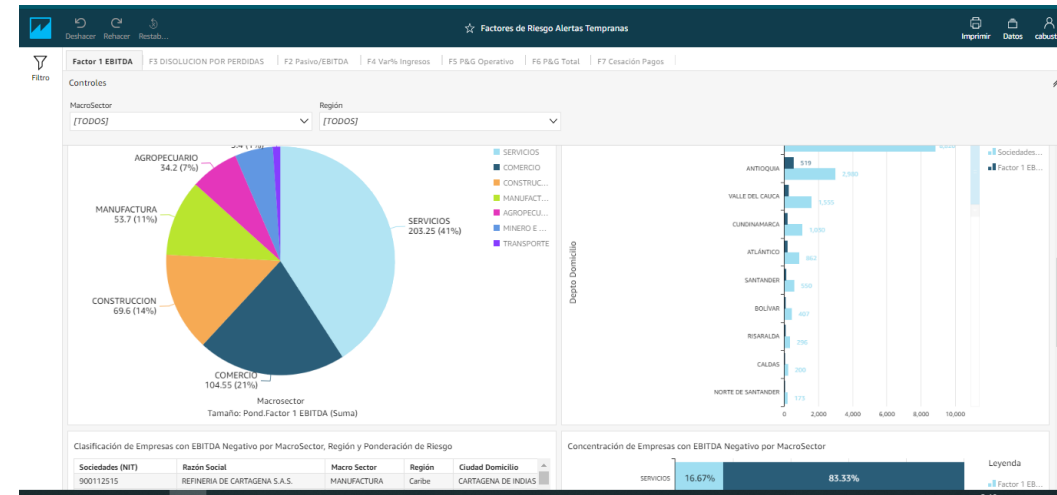 Deshacer Rehacer Restab...
☆ Factores de Riesgo Alertas Tempranas
Imprimir Datos cabust
Filtro
Factor 1 EBITDA F3 DISOLUCION POR PERDIDAS F2 Pasivo/EBITDA F4 Var% Ingresos F5 P&G Operativo F6 P&G Total F7 Cesación Pagos
Controles
MacroSector
[TODOS]
Región
[TODOS]
AGROPECUARIO
34.2 (7%)
MANUFACTURA
53.7 (11%)
CONSTRUCCION
69.6 (14%)
COMERCIO
104.55 (21%)
SERVICIOS
203.25 (41%)
Macrosector
Tamaño: Pond.Factor 1 EBITDA (Suma)
SERVICIOS
COMERCIO
CONSTRUC...
MANUFACT...
AGROPECU...
MINERO E ...
TRANSPORTE
Depto Domicilio
ANTIOQUIA 519 2,980
VALLE DEL CAUCA 1,555
CUNDINAMARCA
ATLÁNTICO 862
SANTANDER
BOLÍVAR
RISARALDA 296
CALDAS 200
NORTE DE SANTANDER 173
0 2,000 4,000 6,000 8,000 10,000
Sociedades...
Factor 1 EB...
Clasificación de Empresas con EBITDA Negativo por MacroSector, Región y Ponderación de Riesgo
Sociedades (NIT) Razón Social Macro Sector Región Ciudad Domicilio
900112515 REFINERIA DE CARTAGENA S.A.S. MANUFACTURA Caribe CARTAGENA DE INDIAS
Concentración de Empresas con EBITDA Negativo por MacroSector
SERVICIOS 16.67% 83.33%
Leyenda
Factor 1 EB...